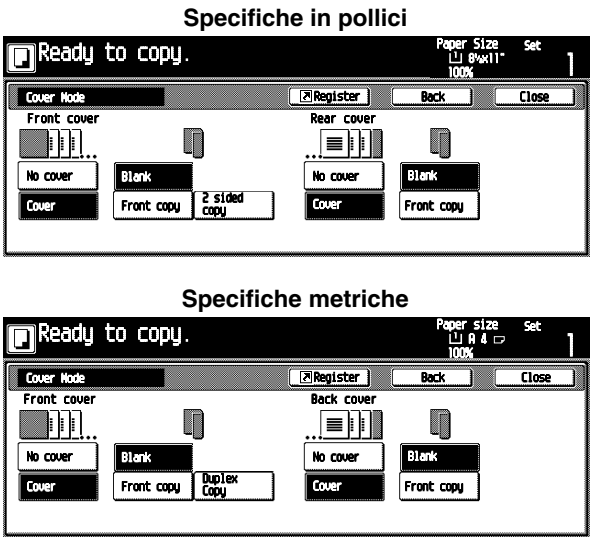 Specifiche in pollici
Ready to copy.
Paper Size
Set
8½x11"
100%
1
Cover Mode
Register
Back
Close
Front cover
Rear cover
No cover
Blank
No cover
Blank
Cover
Front copy
2 sided
copy
Cover
Front copy
Specifiche metriche
Ready to copy.
Paper size
Set
A4
100%
1
Cover Mode
Register
Back
Close
Front cover
Back cover
No cover
Blank
No cover
Blank
Cover
Front copy
Duplex
Copy
Cover
Front copy